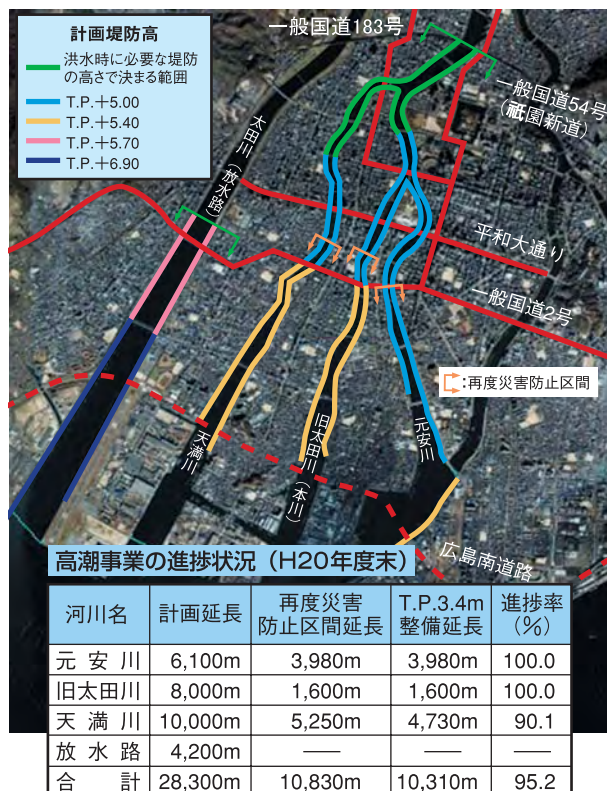 計画堤防高
洪水時に必要な堤防
の高さで決まる範囲
T.P.＋5.00
T.P.＋5.40
T.P.＋5.70
T.P.＋6.90
一般国道183号
一般国道54号
（祇園新道）
太田川（放水路）
平和大通り
一般国道2号
：再度災害防止区間
天満川
旧太田川（本川）
元安川
広島南道路
高潮事業の進捗状況（H20年度末）
河川名 計画延長 再度災害防止区間延長 T.P.3.4m整備延長 進捗率（%）
元安川 6,100m 3,980m 3,980m 100.0
旧太田川 8,000m 1,600m 1,600m 100.0
天満川 10,000m 5,250m 4,730m 90.1
放水路 4,200m ── ── ──
合計 28,300m 10,830m 10,310m 95.2